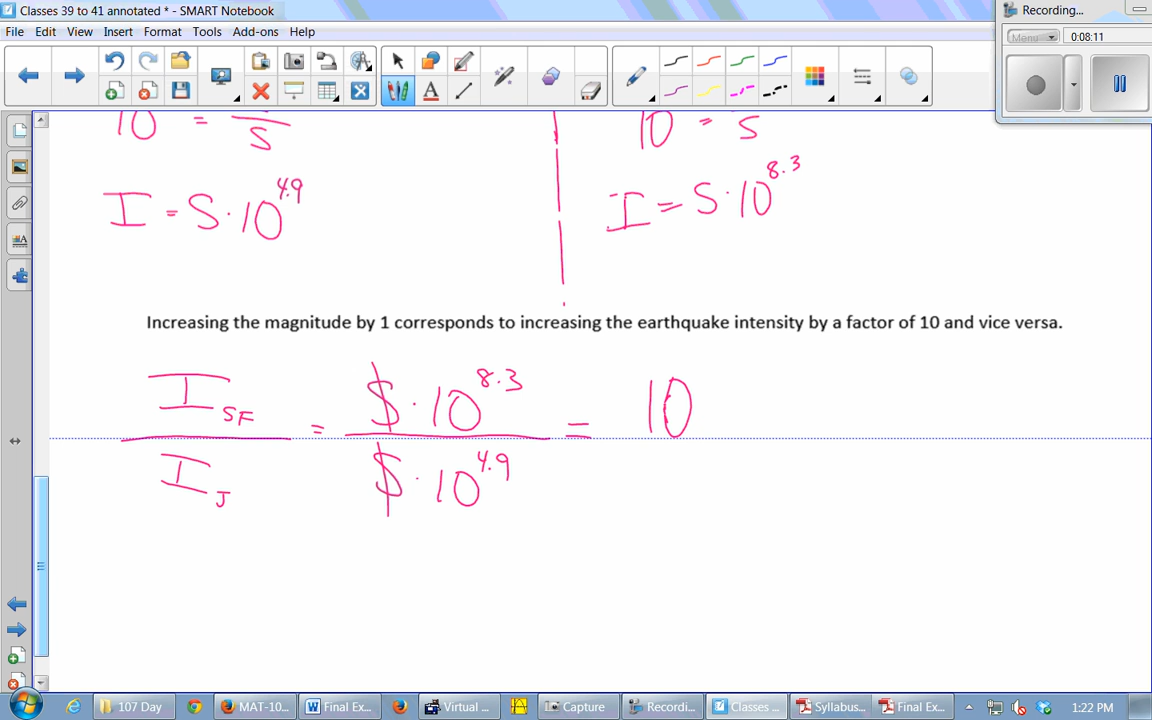 Classes 39 to 41 annotated * - SMART Notebook
Recording...
File Edit View Insert Format Tools Add-ons Help
Menu
0:08:11
10 = / S
10 = S
I = S · 10^4.9
I = S · 10^8.3
Increasing the magnitude by 1 corresponds to increasing the earthquake intensity by a factor of 10 and vice versa.
I_SF / I_J = S · 10^8.3 / S · 10^4.9 = 10
107 Day
MAT-10...
Final Ex...
Virtual ...
Capture
Recordi...
Classes ...
Syllabus...
Final Ex...
1:22 PM